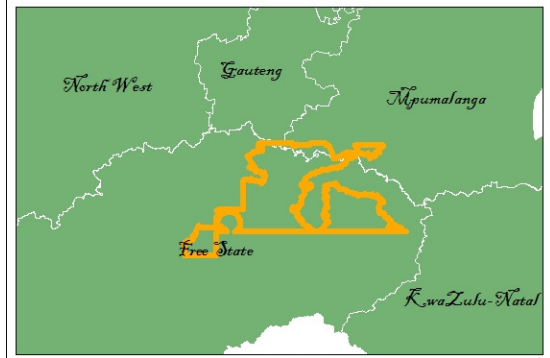 Gauteng
North West
Mpumalanga
Free State
KwaZulu-Natal